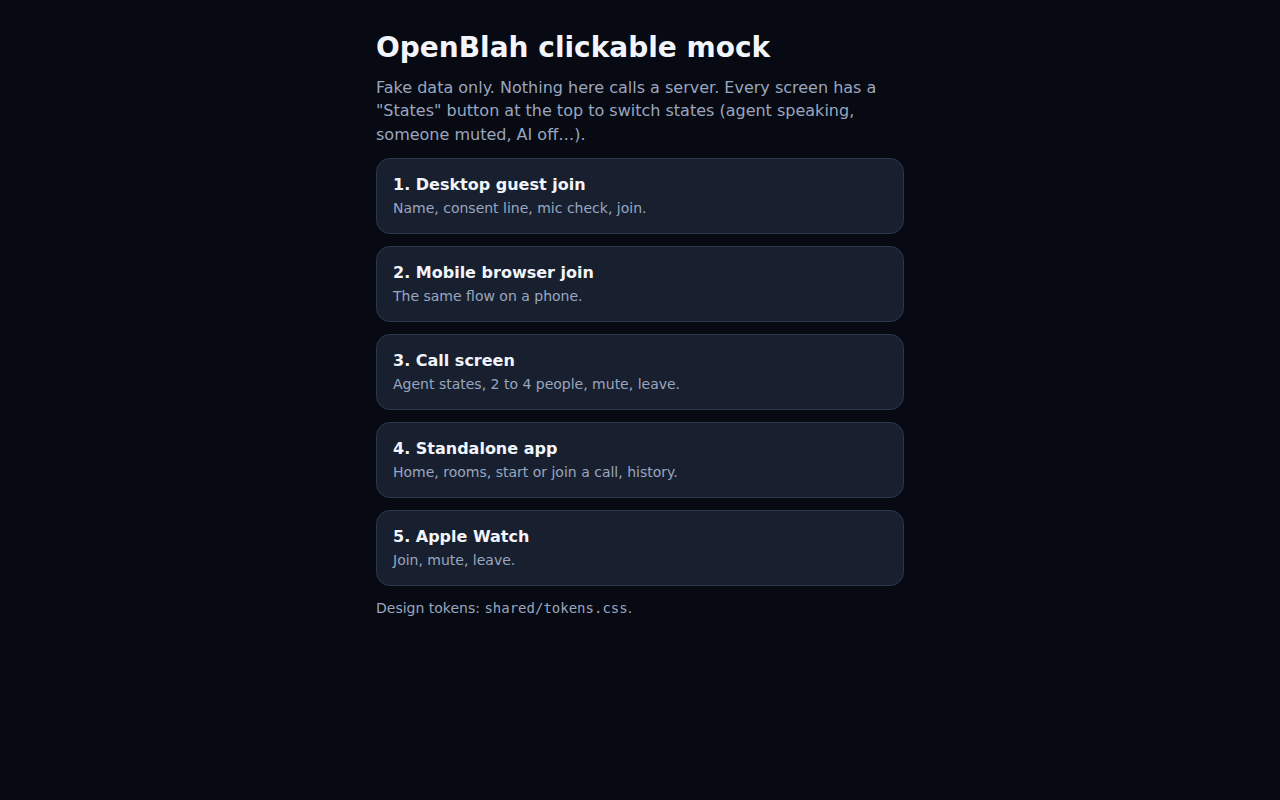 OpenBlah clickable mock
Fake data only. Nothing here calls a server. Every screen has a
"States" button at the top to switch states (agent speaking,
someone muted, AI off…).
1. Desktop guest join
Name, consent line, mic check, join.
2. Mobile browser join
The same flow on a phone.
3. Call screen
Agent states, 2 to 4 people, mute, leave.
4. Standalone app
Home, rooms, start or join a call, history.
5. Apple Watch
Join, mute, leave.
Design tokens: shared/tokens.css.